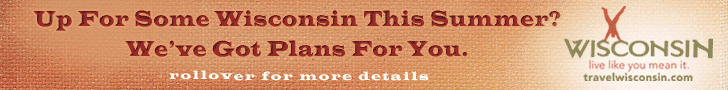 Up For Some Wisconsin This Summer?
We've Got Plans For You.
rollover for more details
WISCONSIN
live like you mean it.
travelwisconsin.com